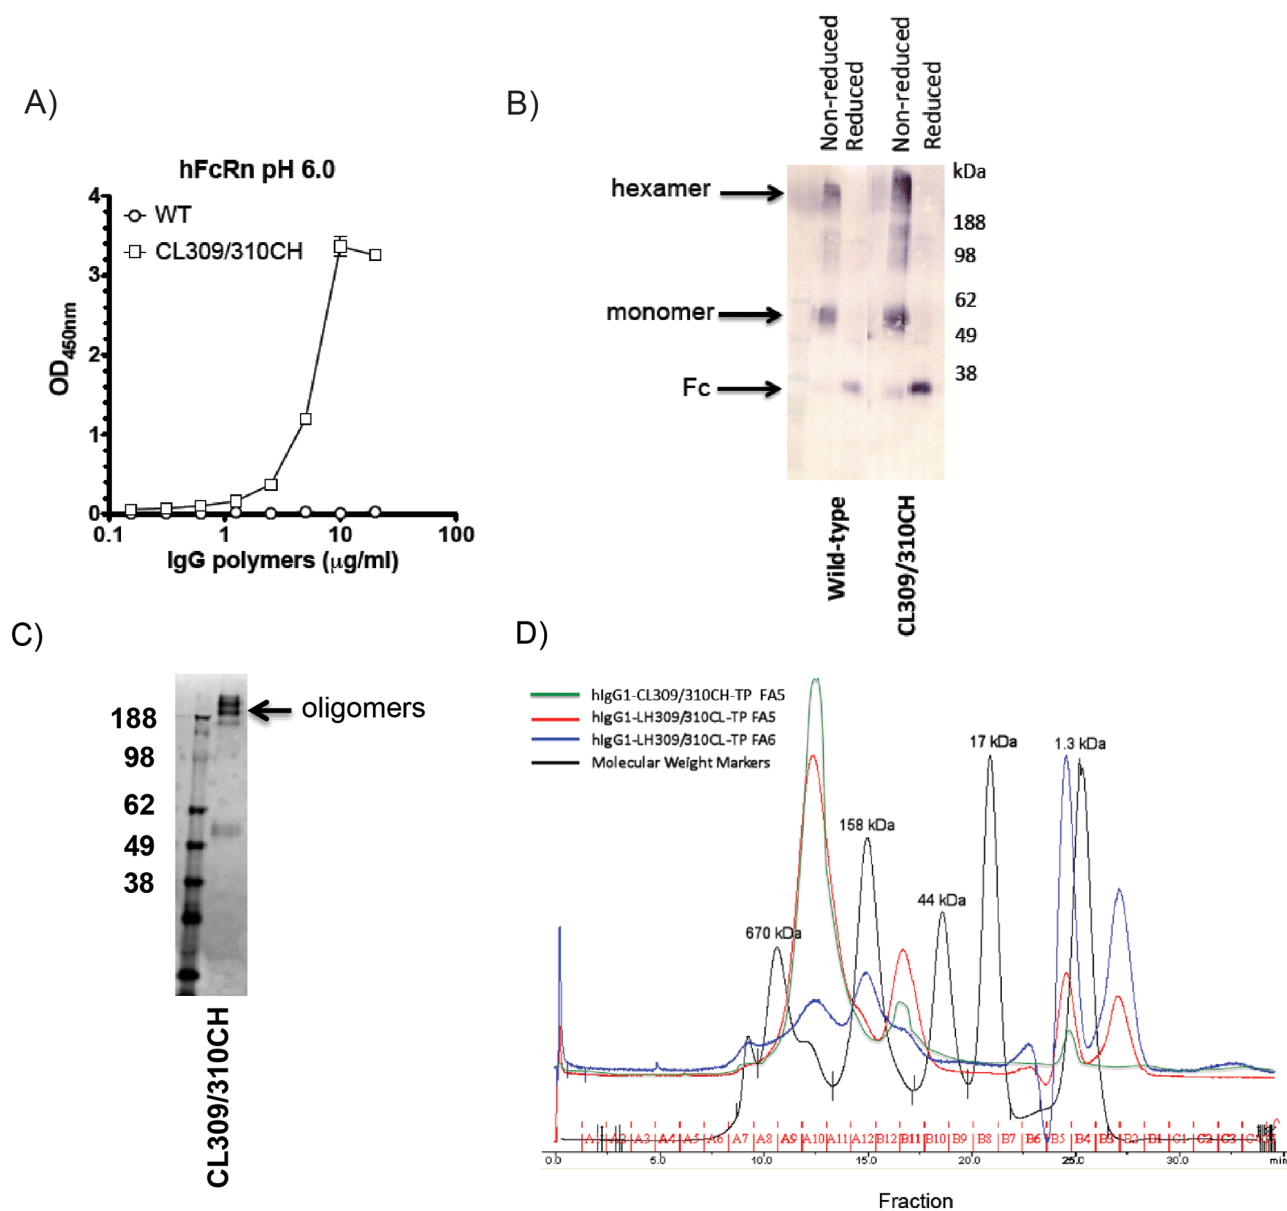 A)
hFcRn pH 6.0
WT
CL309/310CH
4
3
2
1
0
0.1
1
10
100
OD450nm
IgG polymers (µg/ml)
B)
Non-reduced
Reduced
Non-reduced
Reduced
kDa
hexamer
188
98
62
monomer
49
38
Fc
Wild-type
CL309/310CH
C)
188
98
62
49
38
oligomers
CL309/310CH
D)
hIgG1-CL309/310CH-TP FA5
hIgG1-LH309/310CL-TP FA5
hIgG1-LH309/310CL-TP FA6
Molecular Weight Markers
670 kDa
158 kDa
44 kDa
17 kDa
1.3 kDa
A3 A4 A5 A6 A7 A8 A9 A10 A11 A12 B12 B11 B10 B9 B8 B7 B6 B5 B4 B3 B2 B1 C1 C2 C3
0.0 5.0 10.0 15.0 20.0 25.0 30.0 min
Fraction